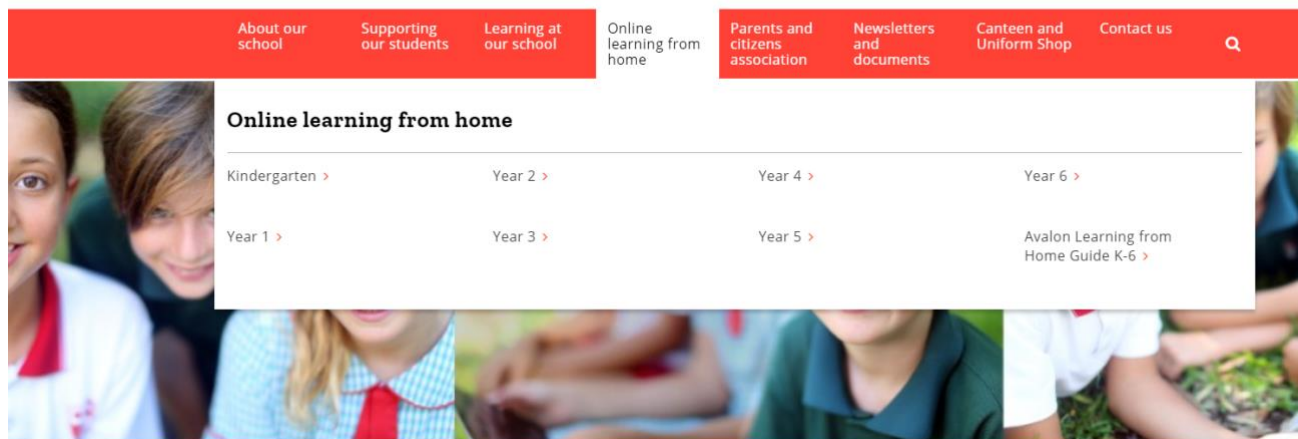 About our
school
Supporting
our students
Learning at
our school
Online
learning from
home
Parents and
citizens
association
Newsletters
and
documents
Canteen and
Uniform Shop
Contact us
Online learning from home
Kindergarten >
Year 2 >
Year 4 >
Year 6 >
Year 1 >
Year 3 >
Year 5 >
Avalon Learning from
Home Guide K-6 >